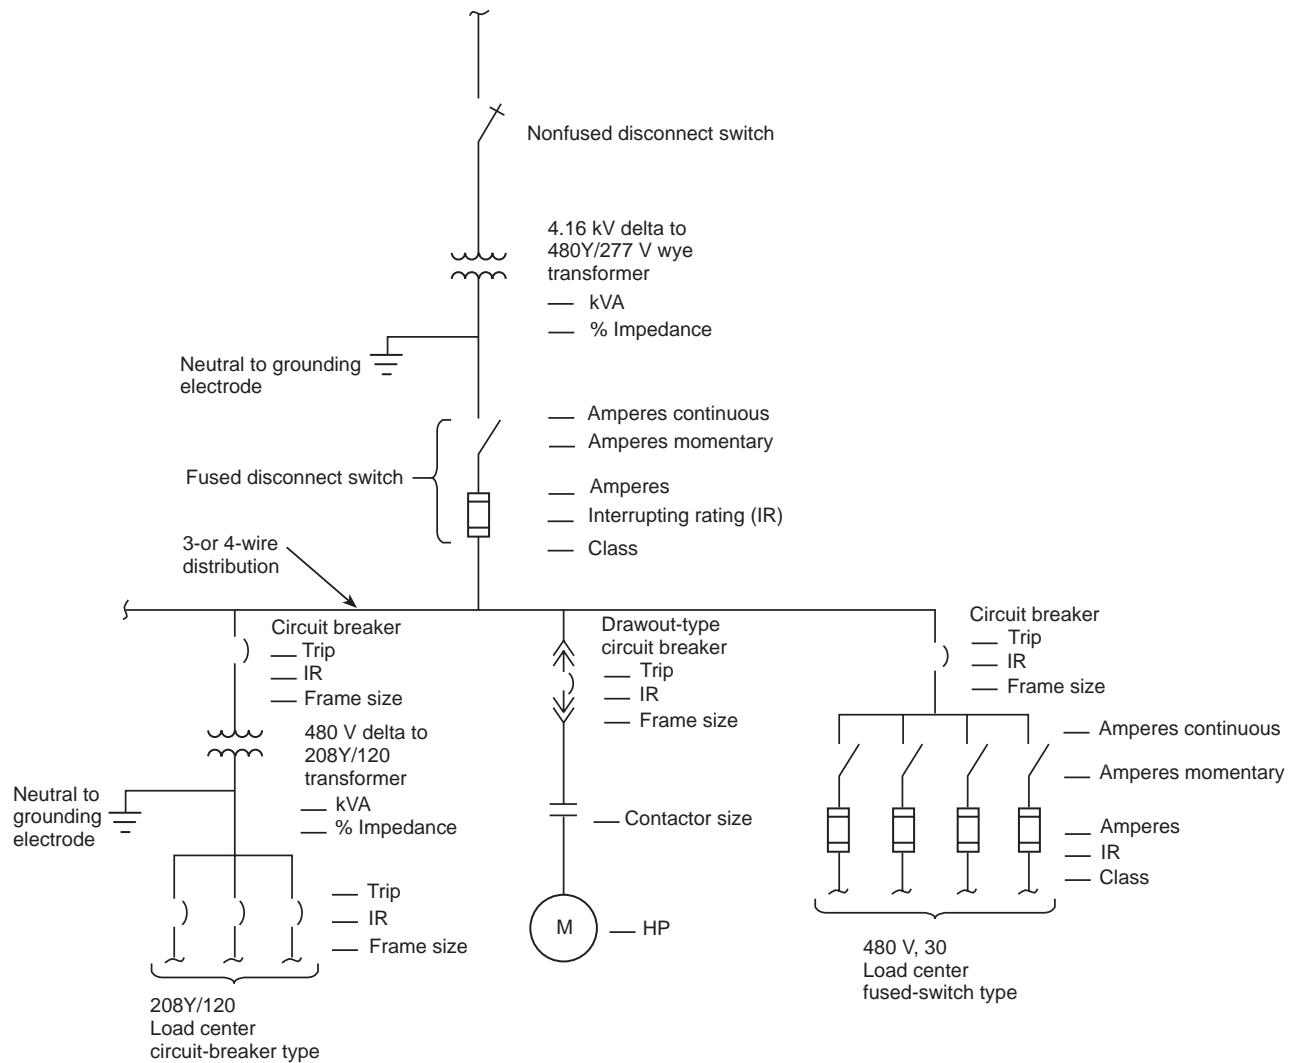 Nonfused disconnect switch
4.16 kV delta to
480Y/277 V wye
transformer
kVA
% Impedance
Neutral to grounding
electrode
Amperes continuous
Amperes momentary
Fused disconnect switch
Amperes
Interrupting rating (IR)
Class
3-or 4-wire
distribution
Circuit breaker
Trip
IR
Frame size
480 V delta to
208Y/120
transformer
kVA
% Impedance
Neutral to
grounding
electrode
Trip
IR
Frame size
208Y/120
Load center
circuit-breaker type
Drawout-type
circuit breaker
Trip
IR
Frame size
Contactor size
M
HP
Circuit breaker
Trip
IR
Frame size
Amperes continuous
Amperes momentary
Amperes
IR
Class
480 V, 30
Load center
fused-switch type